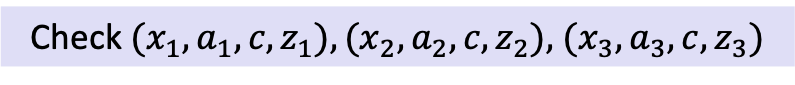 Check (x₁, a₁, c, z₁), (x₂, a₂, c, z₂), (x₃, a₃, c, z₃)